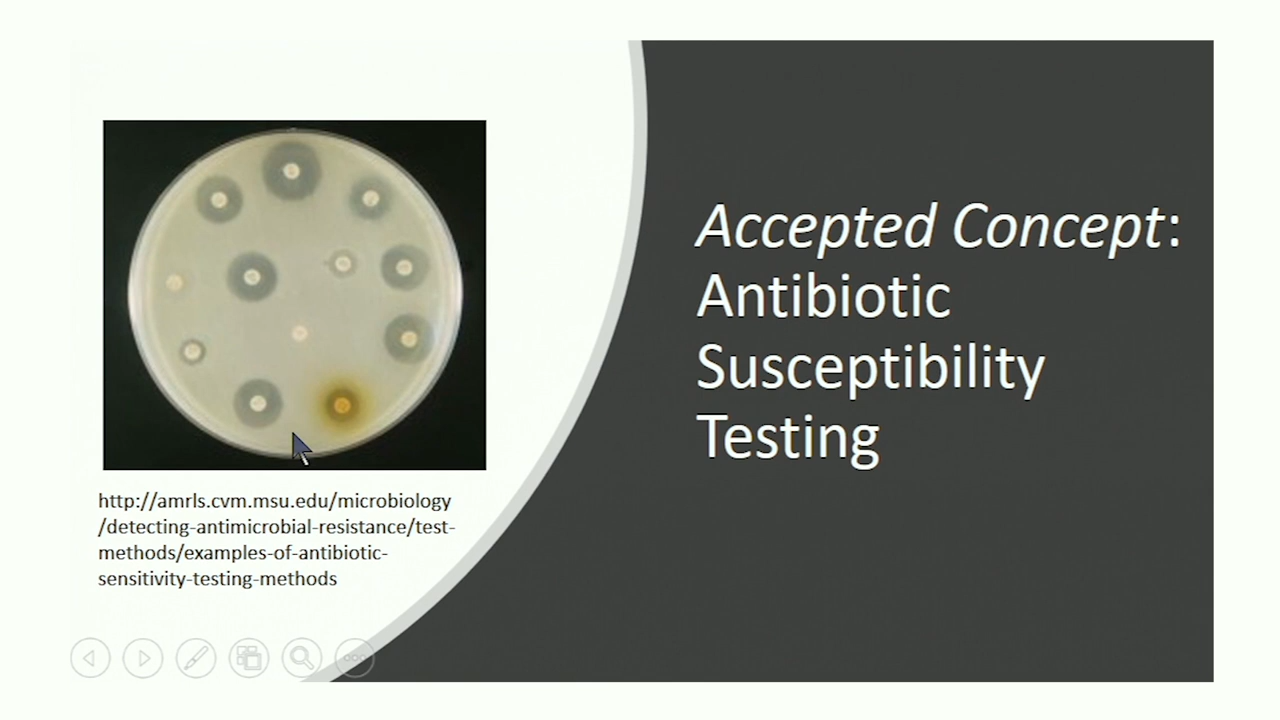 Accepted Concept:
Antibiotic
Susceptibility
Testing
http://amrls.cvm.msu.edu/microbiology
/detecting-antimicrobial-resistance/test-
methods/examples-of-antibiotic-
sensitivity-testing-methods